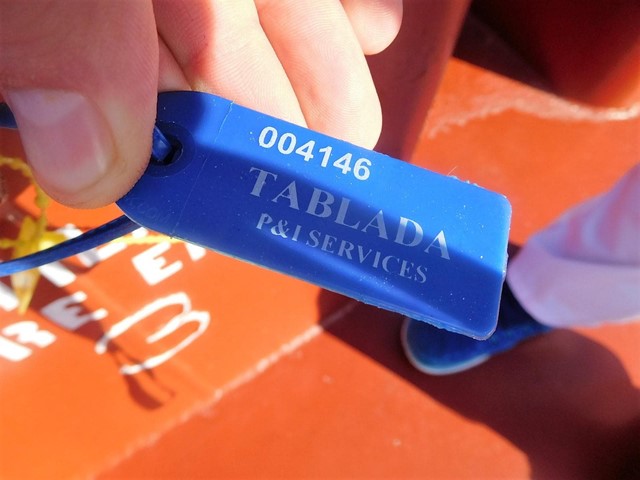 004146
TABLADA
P&I SERVICES